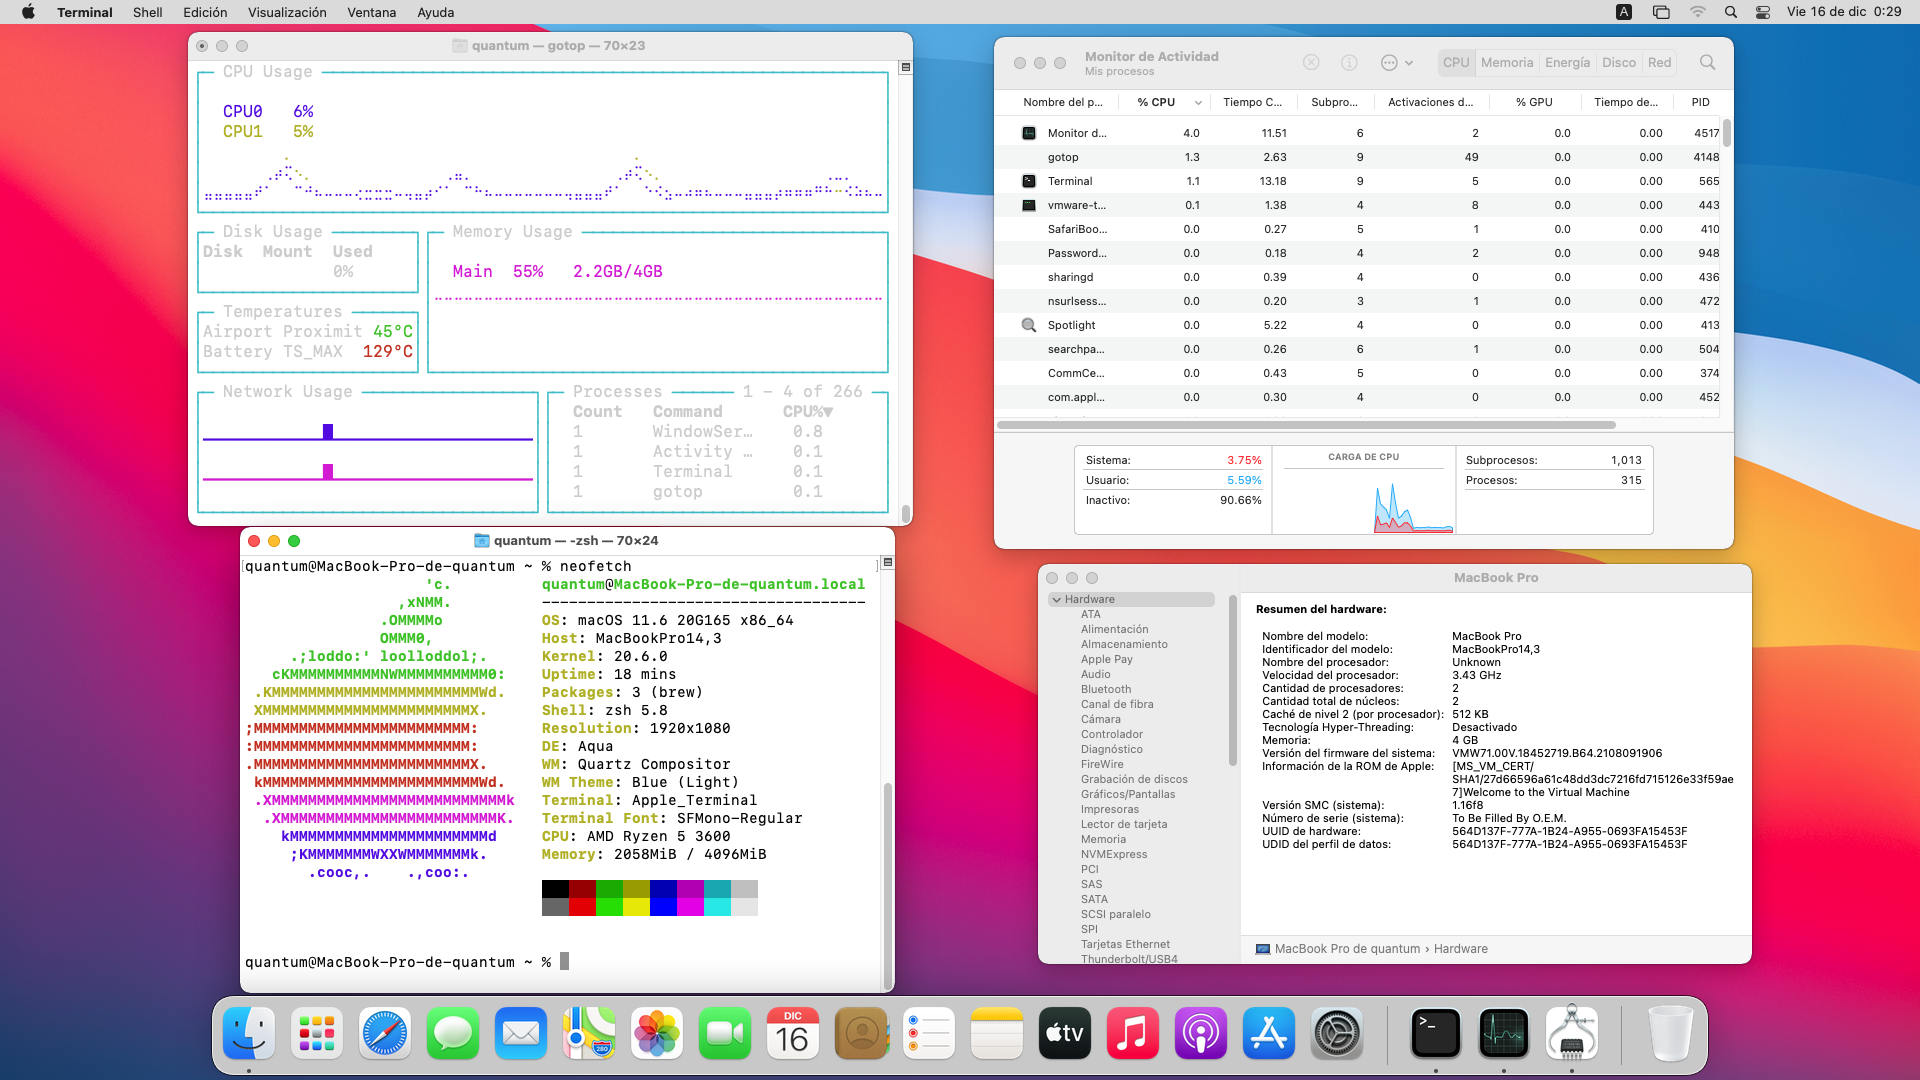 Terminal Shell Edición Visualización Ventana Ayuda
A Vie 16 de dic 0:29
quantum — gotop — 70×23
CPU Usage
CPU0 6%
CPU1 5%
Disk Usage
Disk Mount Used
0%
Memory Usage
Main 55% 2.2GB/4GB
Temperatures
Airport Proximit 45°C
Battery TS_MAX 129°C
Network Usage
Processes 1 - 4 of 266
Count Command CPU%▼
1 WindowSer… 0.8
1 Activity … 0.1
1 Terminal 0.1
1 gotop 0.1
Monitor de Actividad
Mis procesos
CPU Memoria Energía Disco Red
Nombre del p... % CPU Tiempo C... Subpro... Activaciones d... % GPU Tiempo de... PID
Monitor d... 4.0 11.51 6 2 0.0 0.00 4517
gotop 1.3 2.63 9 49 0.0 0.00 4148
Terminal 1.1 13.18 9 5 0.0 0.00 565
vmware-t... 0.1 1.38 4 8 0.0 0.00 443
SafariBoo... 0.0 0.27 5 1 0.0 0.00 410
Password... 0.0 0.18 4 2 0.0 0.00 948
sharingd 0.0 0.39 4 0 0.0 0.00 436
nsurlsess... 0.0 0.20 3 1 0.0 0.00 472
Spotlight 0.0 5.22 4 0 0.0 0.00 413
searchpa... 0.0 0.26 6 1 0.0 0.00 504
CommCe... 0.0 0.43 5 0 0.0 0.00 374
com.appl... 0.0 0.30 4 0 0.0 0.00 452
Sistema: 3.75%
Usuario: 5.59%
Inactivo: 90.66%
CARGA DE CPU
Subprocesos: 1,013
Procesos: 315
quantum — -zsh — 70×24
[quantum@MacBook-Pro-de-quantum ~ % neofetch ]
'c. quantum@MacBook-Pro-de-quantum.local
,xNMM. ------------------------------------
.OMMMMo OS: macOS 11.6 20G165 x86_64
OMMM0, Host: MacBookPro14,3
.;loddo:' loolloddol;. Kernel: 20.6.0
cKMMMMMMMMMMNWMMMMMMMMMM0: Uptime: 18 mins
.KMMMMMMMMMMMMMMMMMMMMMMMWd. Packages: 3 (brew)
XMMMMMMMMMMMMMMMMMMMMMMMX. Shell: zsh 5.8
;MMMMMMMMMMMMMMMMMMMMMMMM: Resolution: 1920x1080
:MMMMMMMMMMMMMMMMMMMMMMMM: DE: Aqua
.MMMMMMMMMMMMMMMMMMMMMMMMX. WM: Quartz Compositor
kMMMMMMMMMMMMMMMMMMMMMMMMWd. WM Theme: Blue (Light)
.XMMMMMMMMMMMMMMMMMMMMMMMMMMk Terminal: Apple_Terminal
.XMMMMMMMMMMMMMMMMMMMMMMMMK. Terminal Font: SFMono-Regular
kMMMMMMMMMMMMMMMMMMMMMMd CPU: AMD Ryzen 5 3600
;KMMMMMMMWXXWMMMMMMMk. Memory: 2058MiB / 4096MiB
.cooc,. .,coo:.
quantum@MacBook-Pro-de-quantum ~ %
MacBook Pro
Hardware
ATA
Alimentación
Almacenamiento
Apple Pay
Audio
Bluetooth
Canal de fibra
Cámara
Controlador
Diagnóstico
FireWire
Grabación de discos
Gráficos/Pantallas
Impresoras
Lector de tarjeta
Memoria
NVMExpress
PCI
SAS
SATA
SCSI paralelo
SPI
Tarjetas Ethernet
Thunderbolt/USB4
Resumen del hardware:
Nombre del modelo: MacBook Pro
Identificador del modelo: MacBookPro14,3
Nombre del procesador: Unknown
Velocidad del procesador: 3.43 GHz
Cantidad de procesadores: 2
Cantidad total de núcleos: 2
Caché de nivel 2 (por procesador): 512 KB
Tecnología Hyper-Threading: Desactivado
Memoria: 4 GB
Versión del firmware del sistema: VMW71.00V.18452719.B64.2108091906
Información de la ROM de Apple: [MS_VM_CERT/
SHA1/27d66596a61c48dd3dc7216fd715126e33f59ae
7]Welcome to the Virtual Machine
Versión SMC (sistema): 1.16f8
Número de serie (sistema): To Be Filled By O.E.M.
UUID de hardware: 564D137F-777A-1B24-A955-0693FA15453F
UDID del perfil de datos: 564D137F-777A-1B24-A955-0693FA15453F
MacBook Pro de quantum › Hardware
280
DIC
16
tv
>_